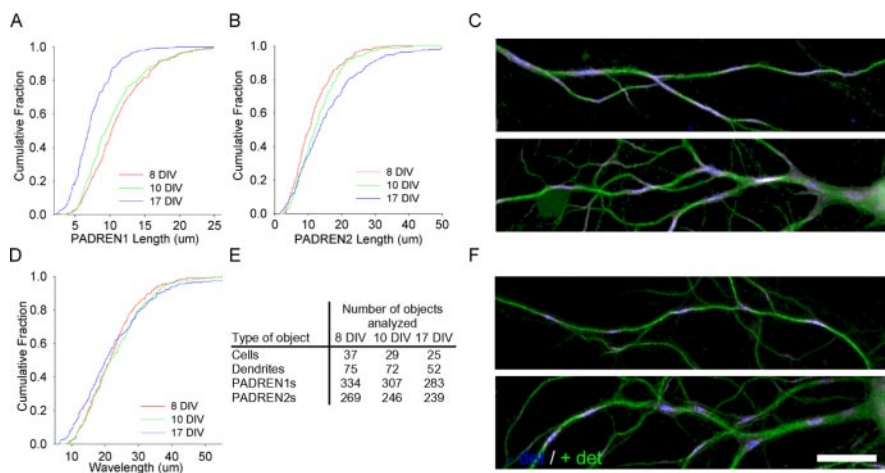 A
1.0
0.8
0.6
0.4
0.2
0.0
Cumulative Fraction
8 DIV
10 DIV
17 DIV
5 10 15 20 25
PADREN1 Length (um)
B
1.0
0.8
0.6
0.4
0.2
0.0
Cumulative Fraction
8 DIV
10 DIV
17 DIV
0 10 20 30 40 50
PADREN2 Length (um)
C
D
1.0
0.8
0.6
0.4
0.2
0.0
Cumulative Fraction
8 DIV
10 DIV
17 DIV
10 20 30 40 50
Wavelength (um)
E
Number of objects
analyzed
Type of object 8 DIV 10 DIV 17 DIV
Cells 37 29 25
Dendrites 75 72 52
PADREN1s 334 307 283
PADREN2s 269 246 239
F
- det / + det